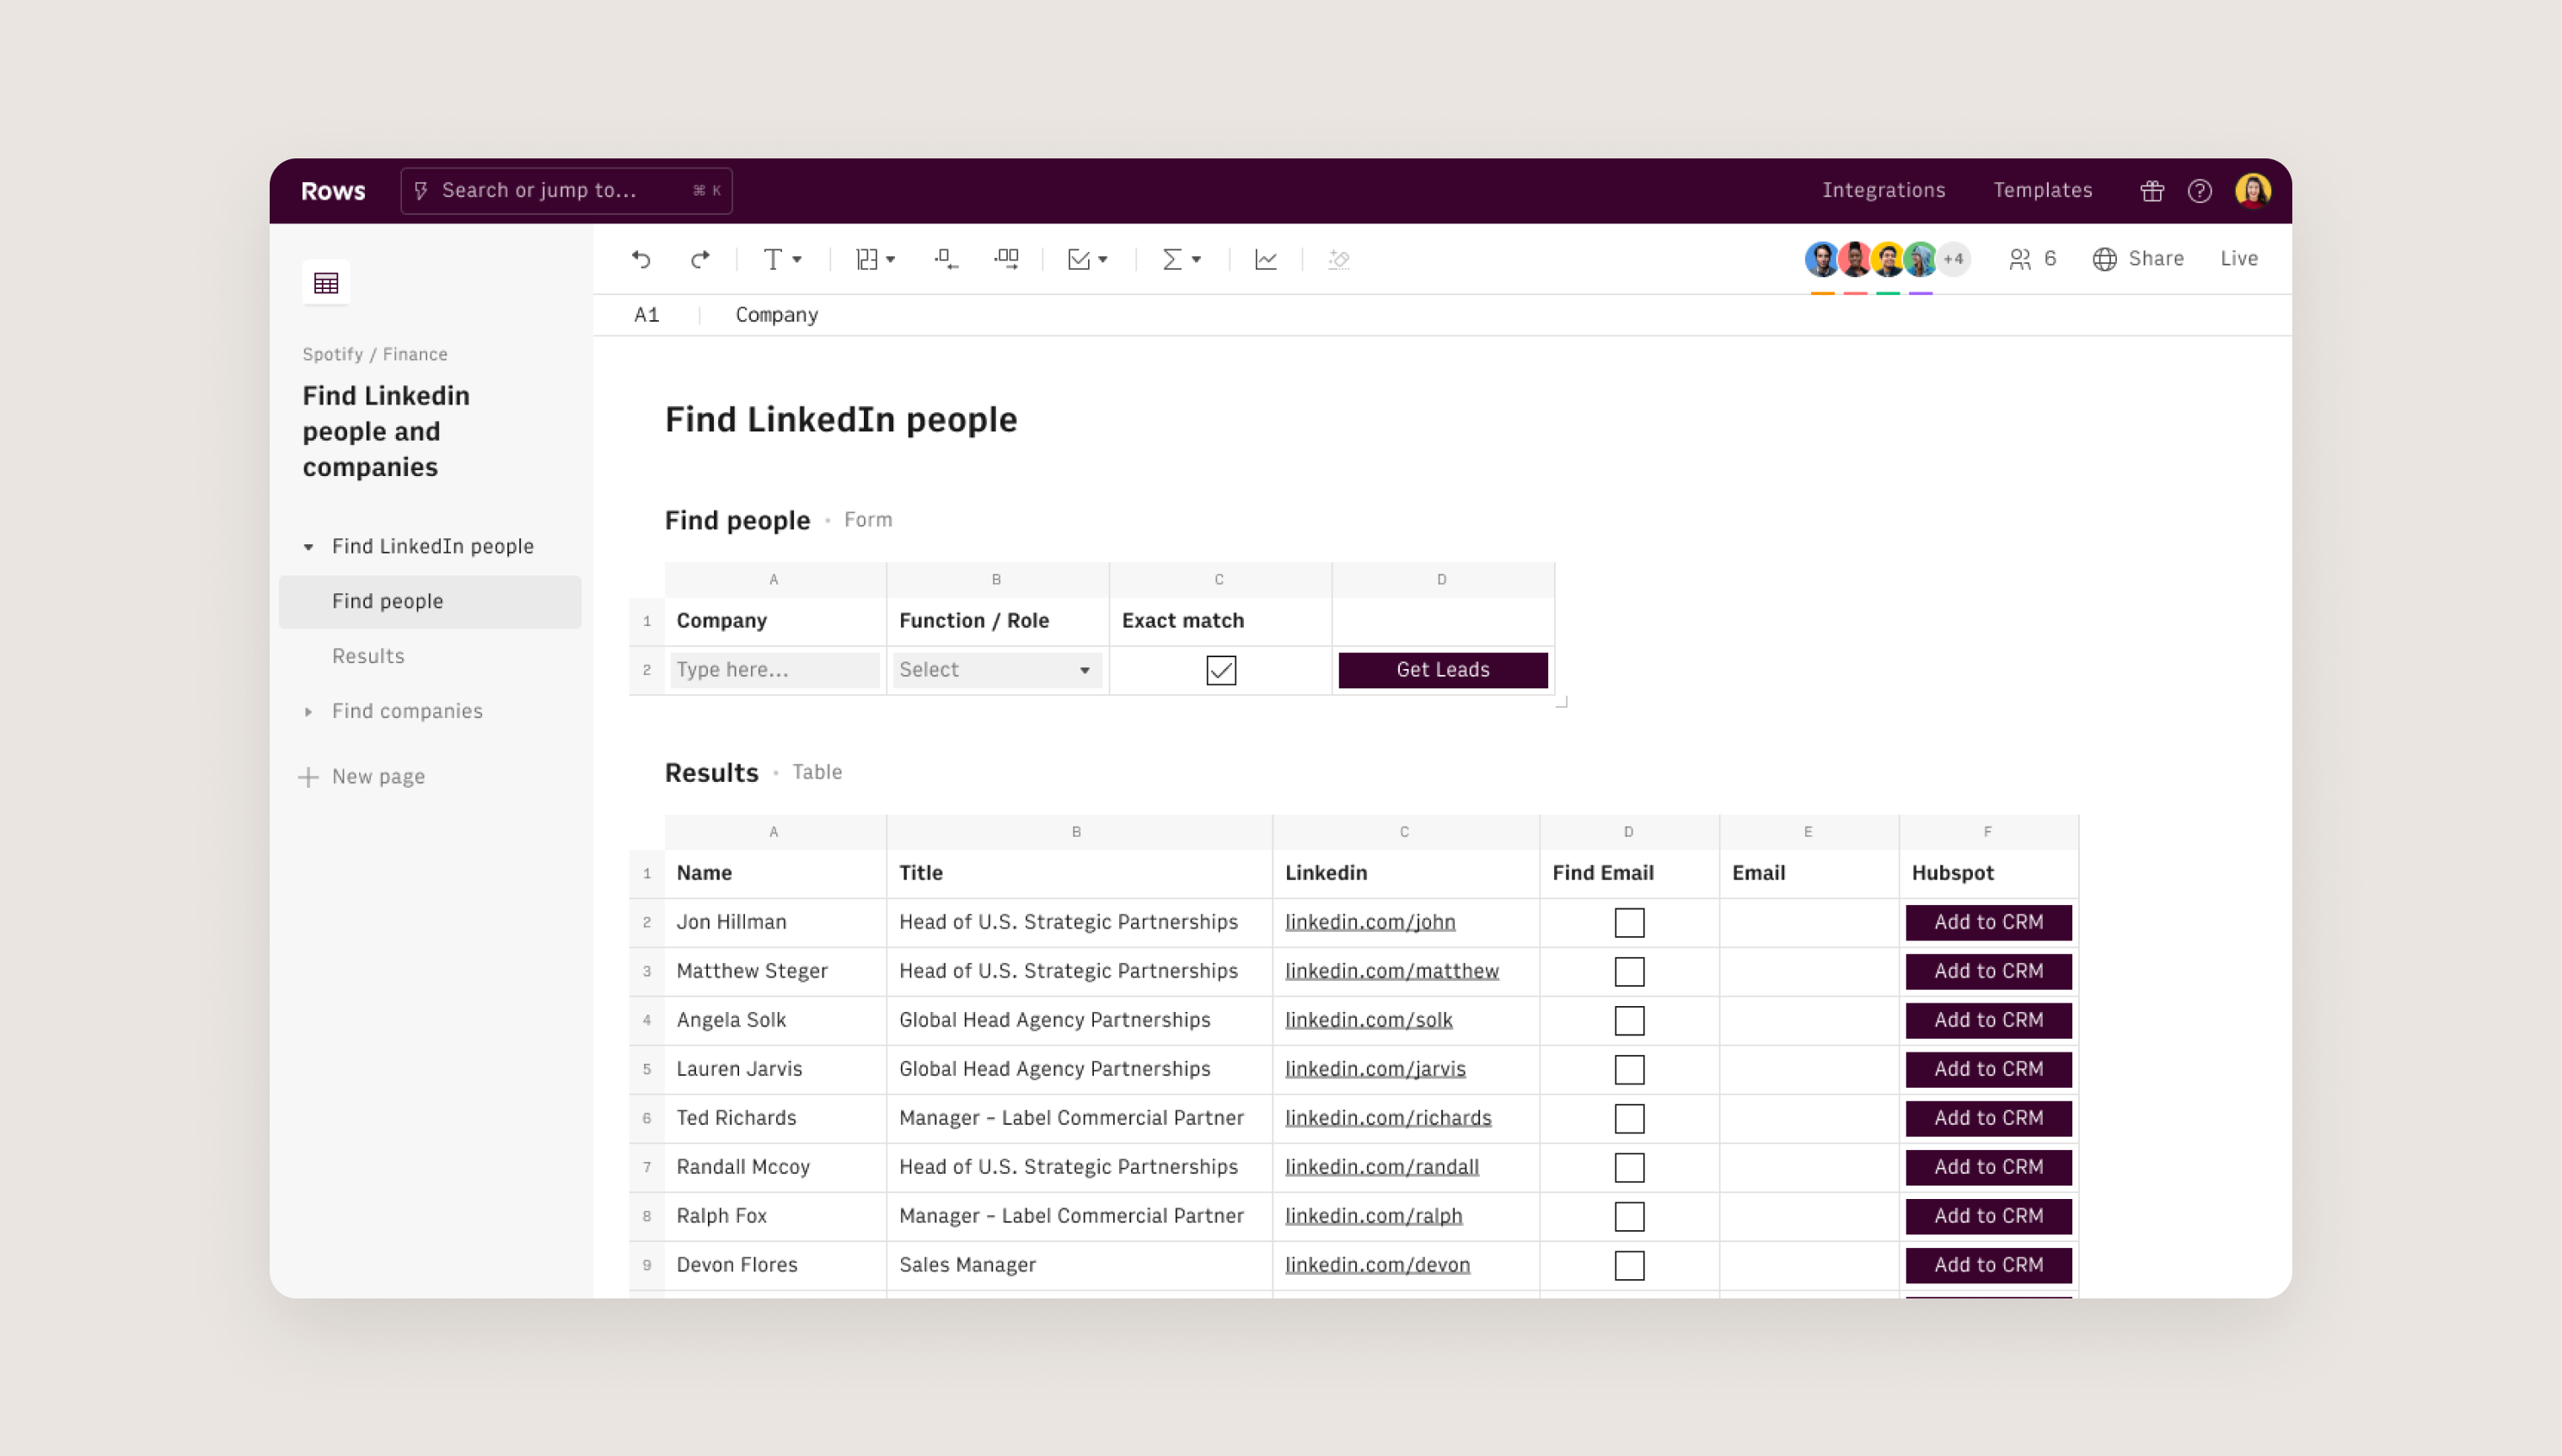 Rows
Search or jump to... ⌘ K
Integrations
Templates
+4
6
Share
Live
A1
Company
Spotify / Finance
Find Linkedin
people and
companies
Find LinkedIn people
Find people
Results
Find companies
New page
Find LinkedIn people
Find people • Form
A B C D
1 Company Function / Role Exact match
2 Type here... Select Get Leads
Results • Table
A B C D E F
1 Name Title Linkedin Find Email Email Hubspot
2 Jon Hillman Head of U.S. Strategic Partnerships linkedin.com/john Add to CRM
3 Matthew Steger Head of U.S. Strategic Partnerships linkedin.com/matthew Add to CRM
4 Angela Solk Global Head Agency Partnerships linkedin.com/solk Add to CRM
5 Lauren Jarvis Global Head Agency Partnerships linkedin.com/jarvis Add to CRM
6 Ted Richards Manager – Label Commercial Partner linkedin.com/richards Add to CRM
7 Randall Mccoy Head of U.S. Strategic Partnerships linkedin.com/randall Add to CRM
8 Ralph Fox Manager – Label Commercial Partner linkedin.com/ralph Add to CRM
9 Devon Flores Sales Manager linkedin.com/devon Add to CRM